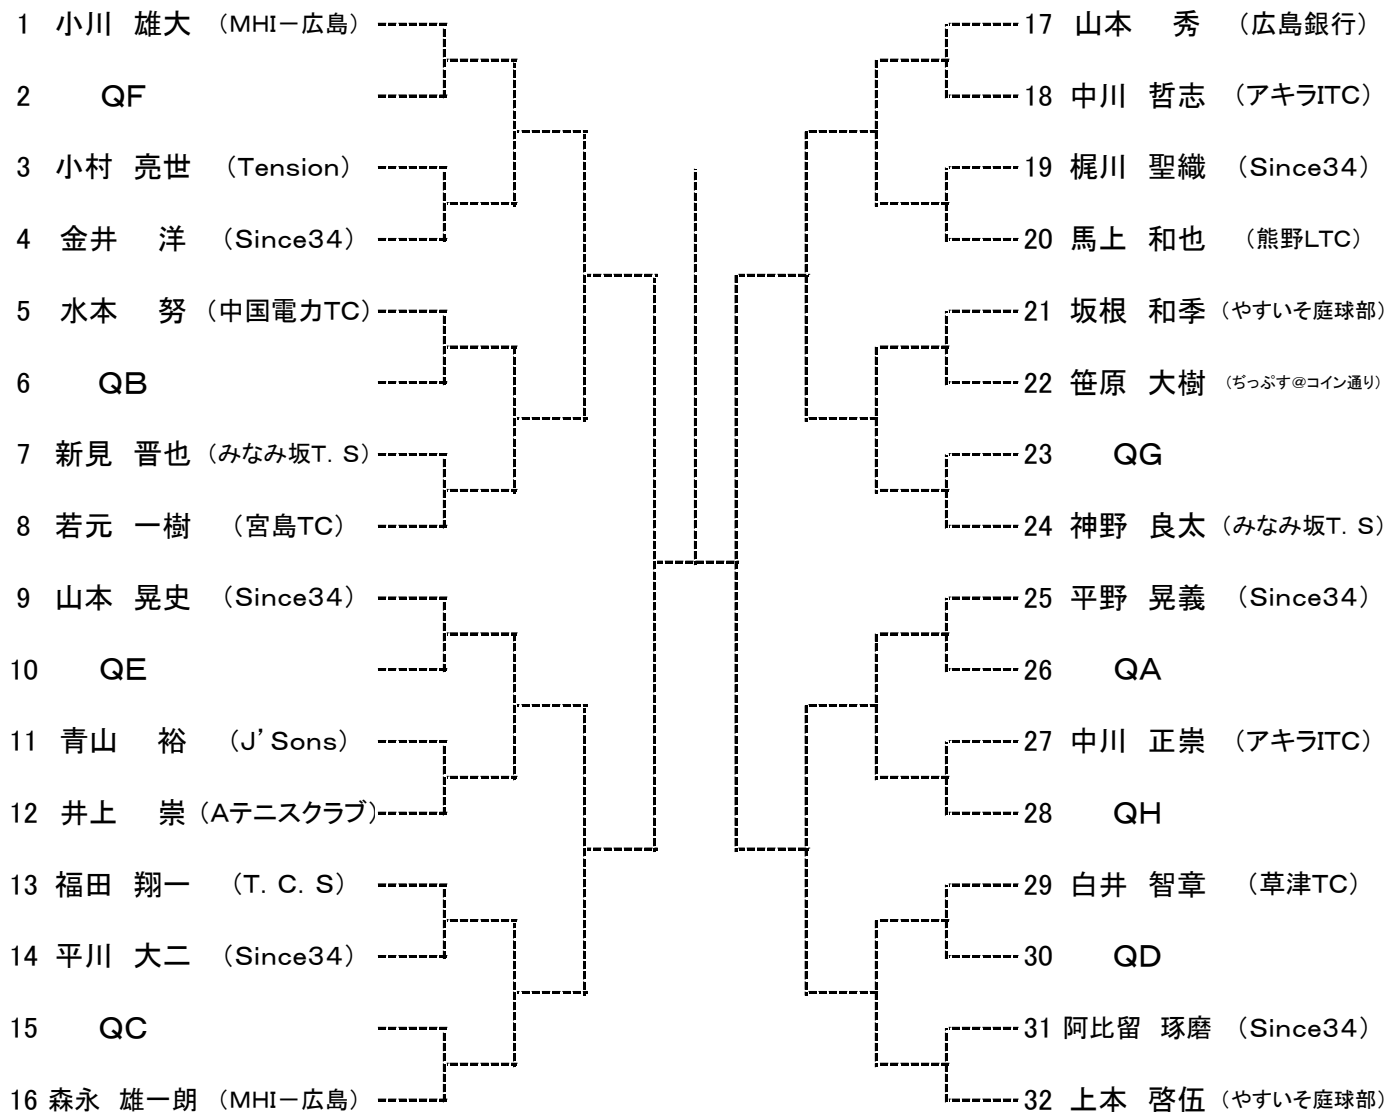 1 小川 雄大 (MHI-広島)
2 QF
3 小村 亮世 (Tension)
4 金井 洋 (Since34)
5 水本 努 (中国電力TC)
6 QB
7 新見 晋也 (みなみ坂T. S)
8 若元 一樹 (宮島TC)
9 山本 晃史 (Since34)
10 QE
11 青山 裕 (J'Sons)
12 井上 崇 (Aテニスクラブ)
13 福田 翔一 (T. C. S)
14 平川 大二 (Since34)
15 QC
16 森永 雄一朗 (MHI-広島)
17 山本 秀 (広島銀行)
18 中川 哲志 (アキラITC)
19 梶川 聖織 (Since34)
20 馬上 和也 (熊野LTC)
21 坂根 和季 (やすいそ庭球部)
22 笹原 大樹 (ぢっぷす@コイン通り)
23 QG
24 神野 良太 (みなみ坂T. S)
25 平野 晃義 (Since34)
26 QA
27 中川 正崇 (アキラITC)
28 QH
29 白井 智章 (草津TC)
30 QD
31 阿比留 琢磨 (Since34)
32 上本 啓伍 (やすいそ庭球部)